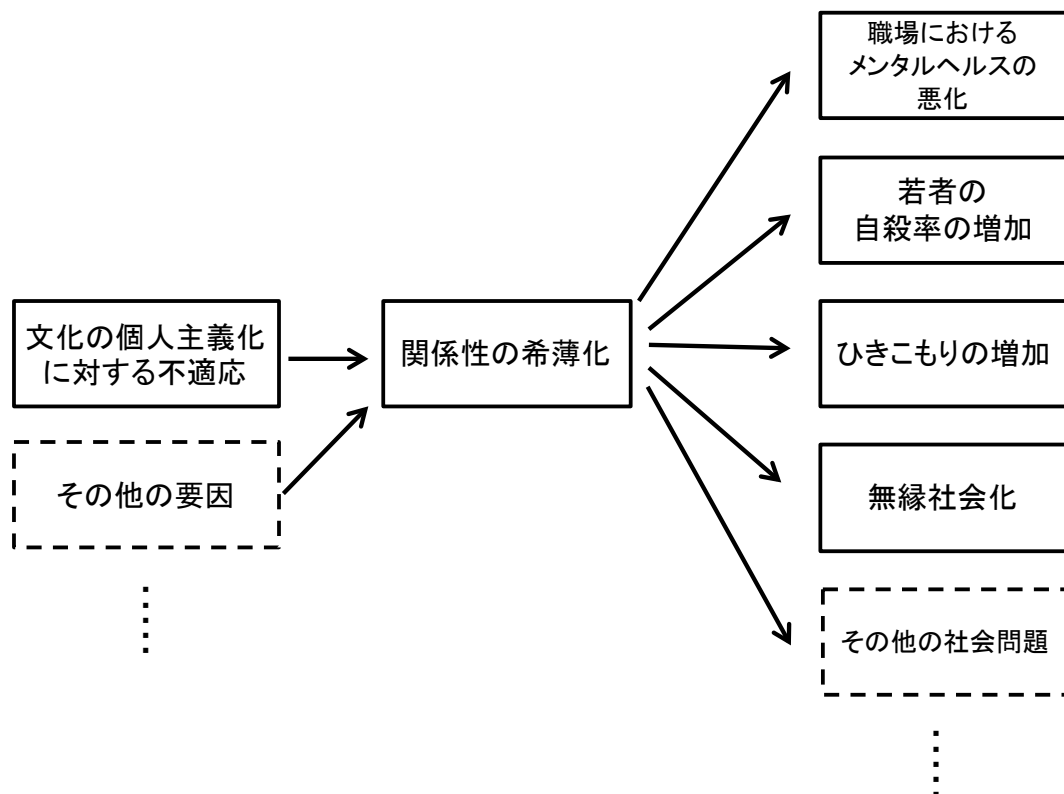 文化の個人主義化
に対する不適応
その他の要因
関係性の希薄化
職場における
メンタルヘルスの
悪化
若者の
自殺率の増加
ひきこもりの増加
無縁社会化
その他の社会問題